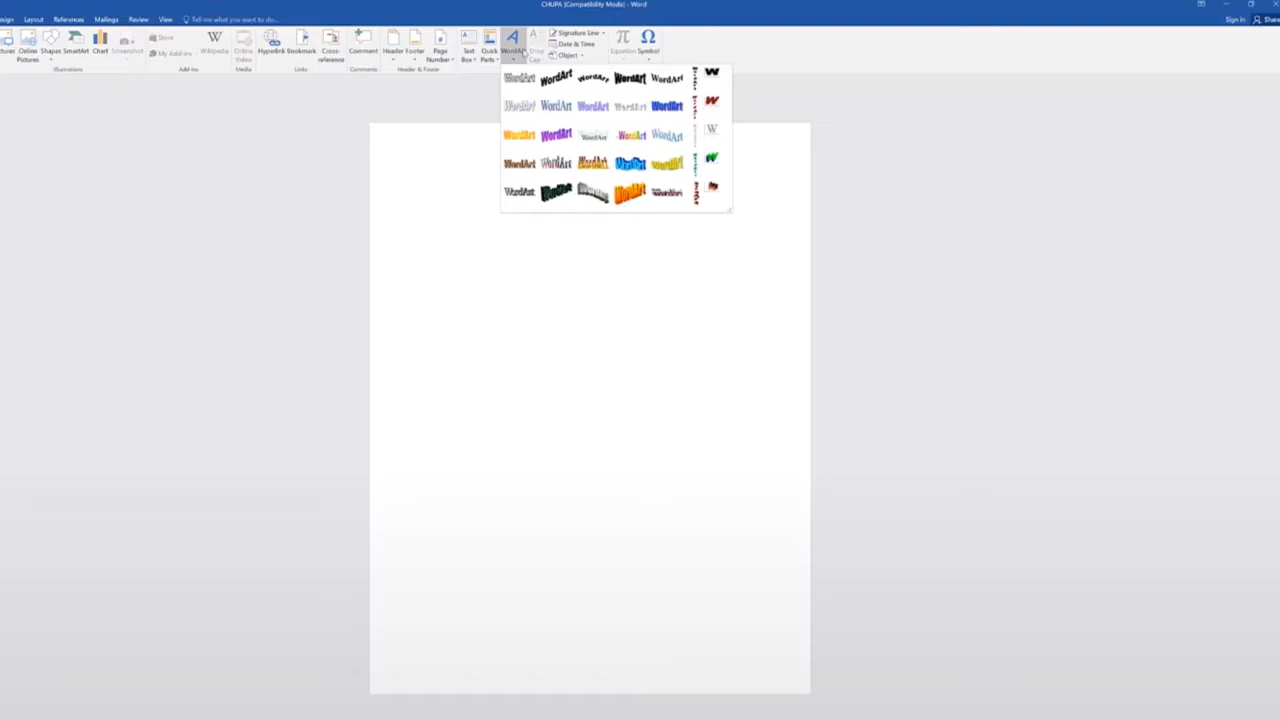 CHUPA [Compatibility Mode] - Word
Layout References Mailings Review View Tell me what you want to do... Sign in
Online Pictures Shapes SmartArt Chart Screenshot
Store
My Add-ins
Wikipedia Online Video Hyperlink Bookmark Cross-reference Comment Header Footer Page Number Text Box Quick Parts WordArt Drop Cap
Signature Line
Date & Time
Object
Equation Symbol
Illustrations Add-ins Media Links Comments Header & Footer
WordArt WordArt WordArt WordArt WordArt W
WordArt WordArt WordArt WordArt WordArt W
WordArt WordArt WordArt WordArt WordArt W
WordArt WordArt WordArt WordArt WordArt W
WordArt WordArt WordArt WordArt WordArt